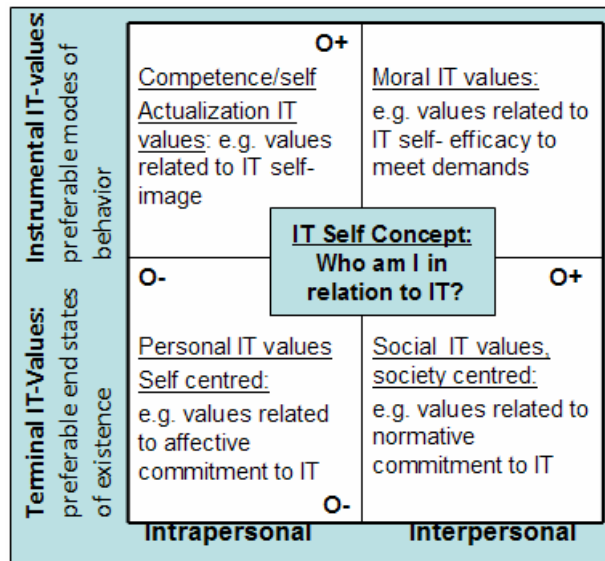 Instrumental IT-values:
preferable modes of
behavior
Terminal IT-Values:
preferable end states
of existence
O+
Competence/self
Actualization IT
values: e.g. values
related to IT self-
image
Moral IT values:
e.g. values related to
IT self- efficacy to
meet demands
IT Self Concept:
Who am I in
relation to IT?
O-
Personal IT values
Self centred:
e.g. values related
to affective
commitment to IT
O-
O+
Social IT values,
society centred:
e.g. values related to
normative
commitment to IT
Intrapersonal
Interpersonal